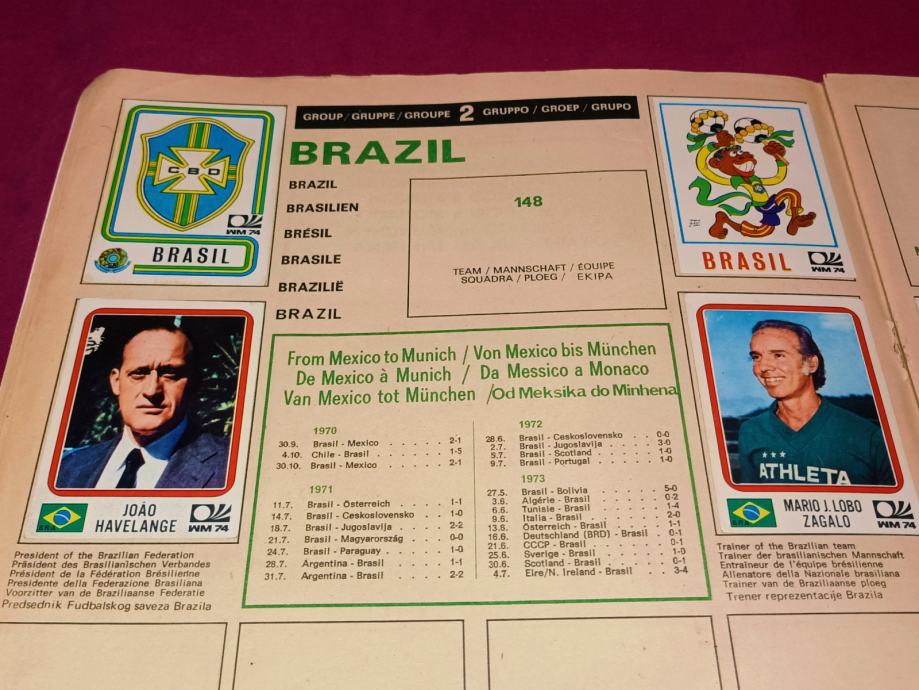 GROUP / GRUPPE / GROUPE 2 GRUPPO / GROEP / GRUPO
BRAZIL
BRAZIL
BRASILIEN
BRÉSIL
BRASILE
BRAZILIË
BRAZIL
148
TEAM / MANNSCHAFT / ÉQUIPE
SQUADRA / PLOEG / EKIPA
CBD
WM 74
BRASIL
BRASIL
WM 74
From Mexico to Munich / Von Mexico bis München
De Mexico à Munich / Da Messico a Monaco
Van Mexico tot München / Od Meksika do Minhena
1970
30.9. Brasil - Mexico . . . . . 2-1
4.10. Chile - Brasil . . . . . 1-5
30.10. Brasil - Mexico . . . . . 2-1
1971
11.7. Brasil - Österreich . . . . 1-1
14.7. Brasil - Ceskoslovensko . . 1-0
18.7. Brasil - Jugoslavija . . . . 2-2
21.7. Brasil - Magyarország . . . 0-0
24.7. Brasil - Paraguay . . . . 1-0
28.7. Argentina - Brasil . . . . 1-1
31.7. Argentina - Brasil . . . . 2-2
1972
28.6. Brasil - Ceskoslovensko . . 0-0
2.7. Brasil - Jugoslavija . . . 3-0
5.7. Brasil - Scotland . . . . 1-0
9.7. Brasil - Portugal . . . . 1-0
1973
27.5. Brasil - Bolivia . . . . . 5-0
3.6. Algérie - Brasil . . . . . 0-2
6.6. Tunisie - Brasil . . . . . 1-4
9.6. Italia - Brasil . . . . . 2-0
13.6. Österreich - Brasil . . . . 1-1
16.6. Deutschland (BRD) - Brasil . 0-1
21.6. CCCP - Brasil . . . . . 0-1
25.6. Sverige - Brasil . . . . . 1-0
30.6. Scotland - Brasil . . . . 0-1
4.7. Eire/N. Ireland - Brasil . . . 3-4
BRA
JOÃO
HAVELANGE
WM 74
President of the Brazilian Federation
Präsident des Brasilianischen Verbandes
Président de la Fédération Brésilienne
Presidente della Federazione Brasiliana
Voorzitter van de Braziliaanse Federatie
Predsednik Fudbalskog saveza Brazila
ATHLETA
BRA
MARIO J. LOBO
ZAGALO
WM 74
Trainer of the Brazilian team
Trainer der brasilianischen Mannschaft
Entraîneur de l'équipe brésilienne
Allenatore della Nazionale brasiliana
Trainer van de Braziliaanse ploeg
Trener reprezentacije Brazila